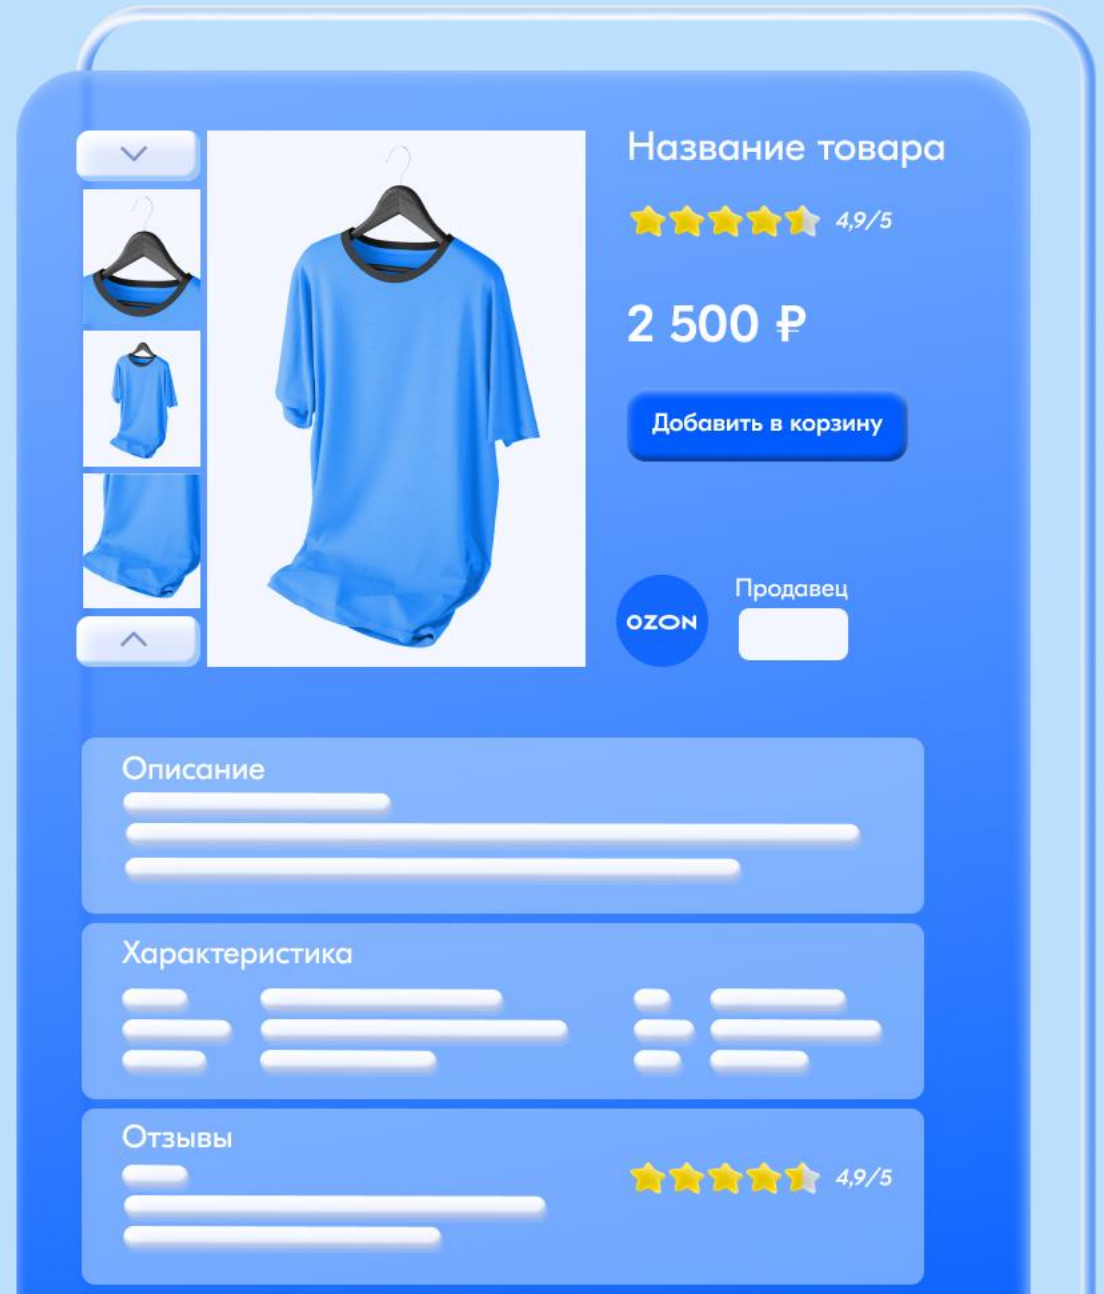 Название товара
4,9/5
2 500 ₽
Добавить в корзину
OZON
Продавец
Описание
Характеристика
Отзывы
4,9/5